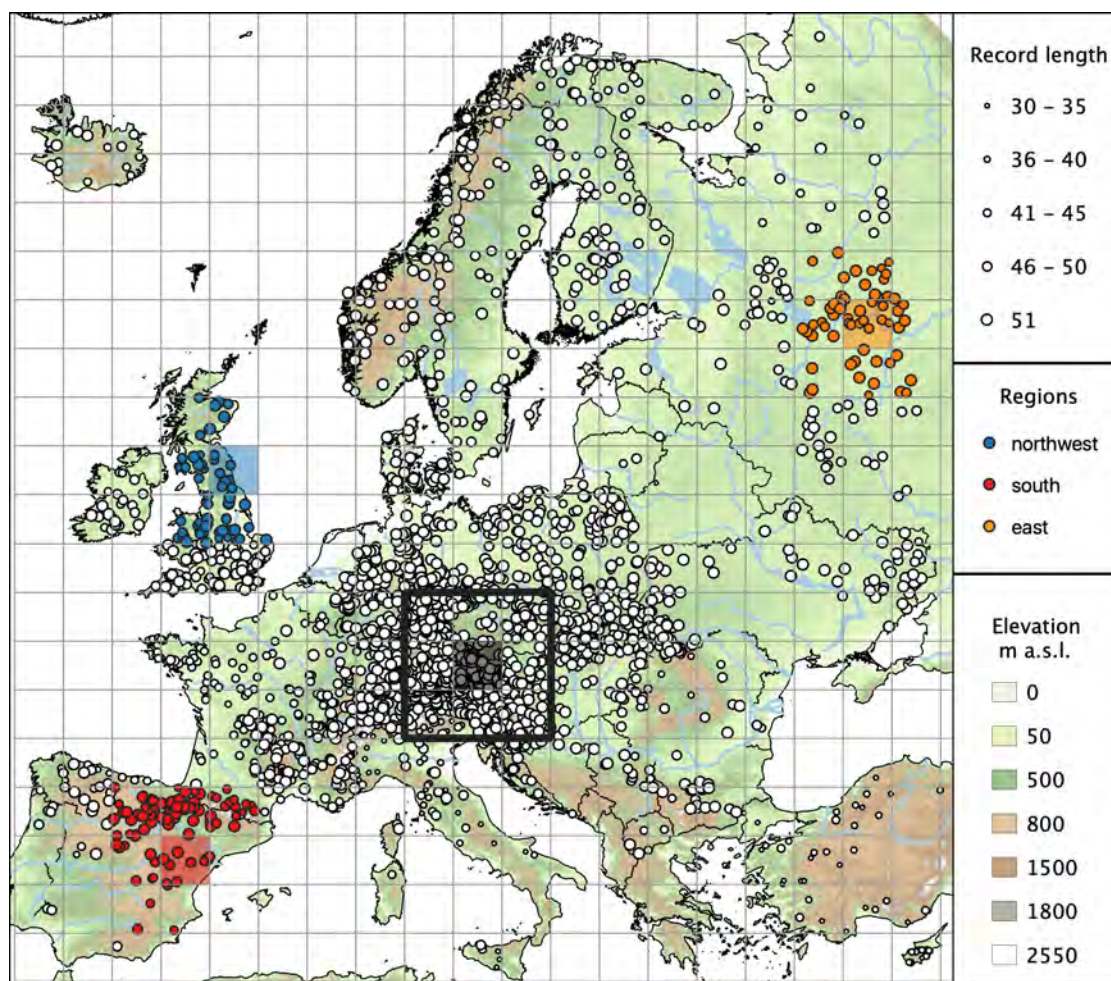 Record length
30 – 35
36 – 40
41 – 45
46 – 50
51
Regions
northwest
south
east
Elevation
m a.s.l.
0
50
500
800
1500
1800
2550